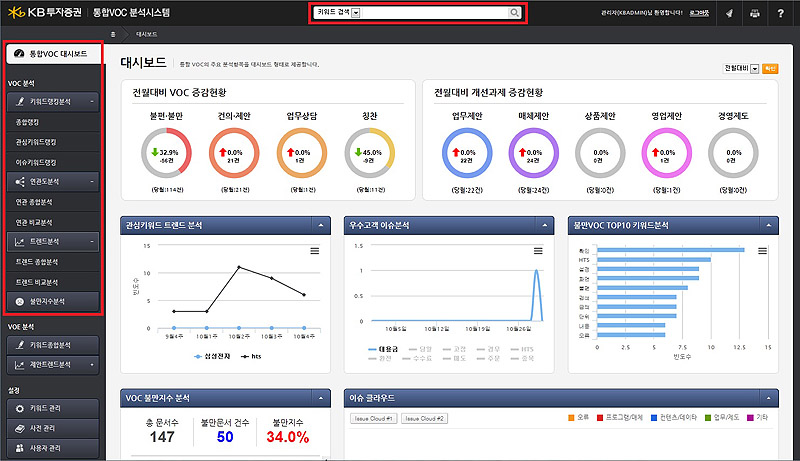 KB투자증권 통합VOC 분석시스템
키워드 검색
관리자(KBADMIN)님 환영합니다! 로그아웃
홈 대시보드
통합VOC 대시보드
VOC 분석
키워드랭킹분석
종합랭킹
관심키워드랭킹
이슈키워드랭킹
연관도분석
연관 종합분석
연관 비교분석
트렌드분석
트렌드 종합분석
트렌드 비교분석
불만지수분석
VOE 분석
키워드종합분석
제안트렌드분석
설정
키워드 관리
사전 관리
사용자 관리
대시보드 통합 VOC의 주요 분석항목을 대시보드 형태로 제공합니다.
전월대비 확인
전월대비 VOC 증감현황
불편·불만 건의·제안 업무상담 칭찬
32.9% 0.0% 0.0% 45.0%
-56건 21건 1건 -9건
(당월:114건) (당월:21건) (당월:1건) (당월:11건)
전월대비 개선과제 증감현황
업무제안 매체제안 상품제안 영업제안 경영제도
0.0% 0.0% 0.0% 0.0% 0.0%
22건 24건 0건 1건 0건
(당월:22건) (당월:24건) (당월:0건) (당월:1건) (당월:0건)
관심키워드 트렌드 분석
빈도수
15
10
5
0
9월4주 10월1주 10월2주 10월3주 10월4주
삼성전자 hts
우수고객 이슈분석
1.5
1
0.5
0
10월5일 10월12일 10월19일 10월26일
대용금 당황 고점 경우 HTS
환전 수수료 매도 주문 종목
불만VOC TOP10 키워드분석
확인
HTS
설명
화면
불편
검색
금액
단위
내용
오류
0 2.5 5 7.5 10 12.5 15
빈도수
VOC 불만지수 분석
총 문서수 불만문서 건수 불만지수
147 50 34.0%
이슈 클라우드
Issue Cloud #1 Issue Cloud #2
오류 프로그램/매체 컨텐츠/데이타 업무/제도 기타